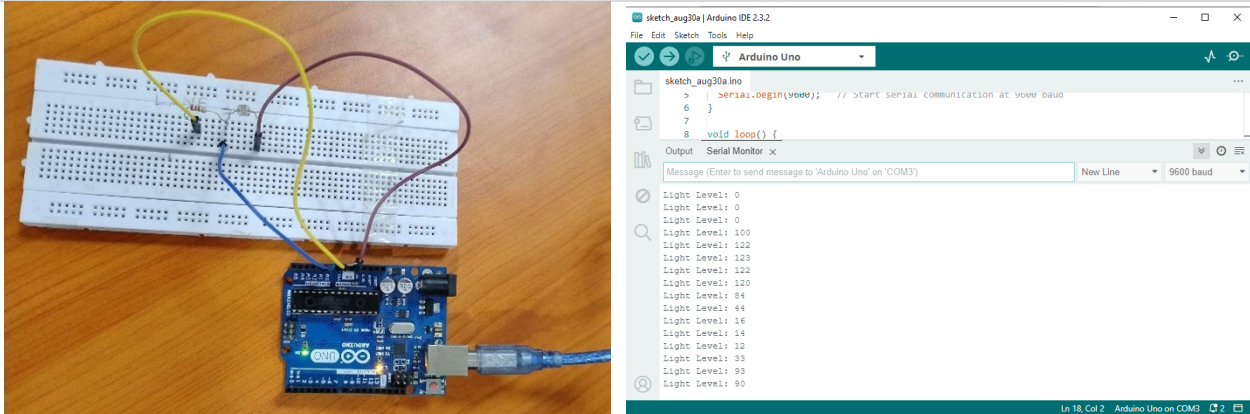 ARDUINO
UNO
sketch_aug30a | Arduino IDE 2.3.2
File Edit Sketch Tools Help
Arduino Uno
sketch_aug30a.ino
5 Serial.begin(9600); // Start serial communication at 9600 baud
6 }
7
8 void loop() {
Output Serial Monitor
Message (Enter to send message to 'Arduino Uno' on 'COM3')
New Line
9600 baud
Light Level: 0
Light Level: 0
Light Level: 0
Light Level: 100
Light Level: 122
Light Level: 123
Light Level: 122
Light Level: 120
Light Level: 84
Light Level: 44
Light Level: 16
Light Level: 14
Light Level: 12
Light Level: 33
Light Level: 93
Light Level: 90
Ln 18, Col 2 Arduino Uno on COM3 2